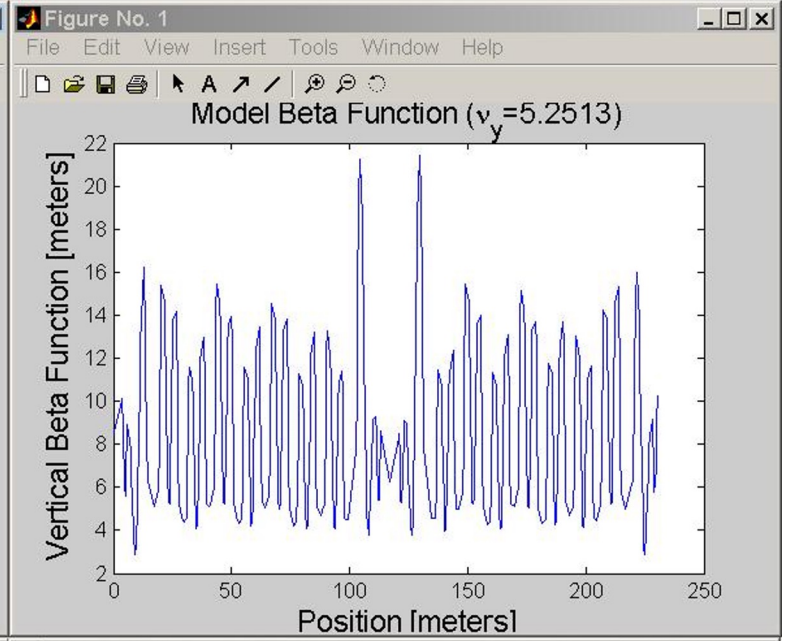 Figure No. 1
File Edit View Insert Tools Window Help
A
Model Beta Function (νy=5.2513)
Vertical Beta Function [meters]
22
20
18
16
14
12
10
8
6
4
2
0 50 100 150 200 250
Position [meters]